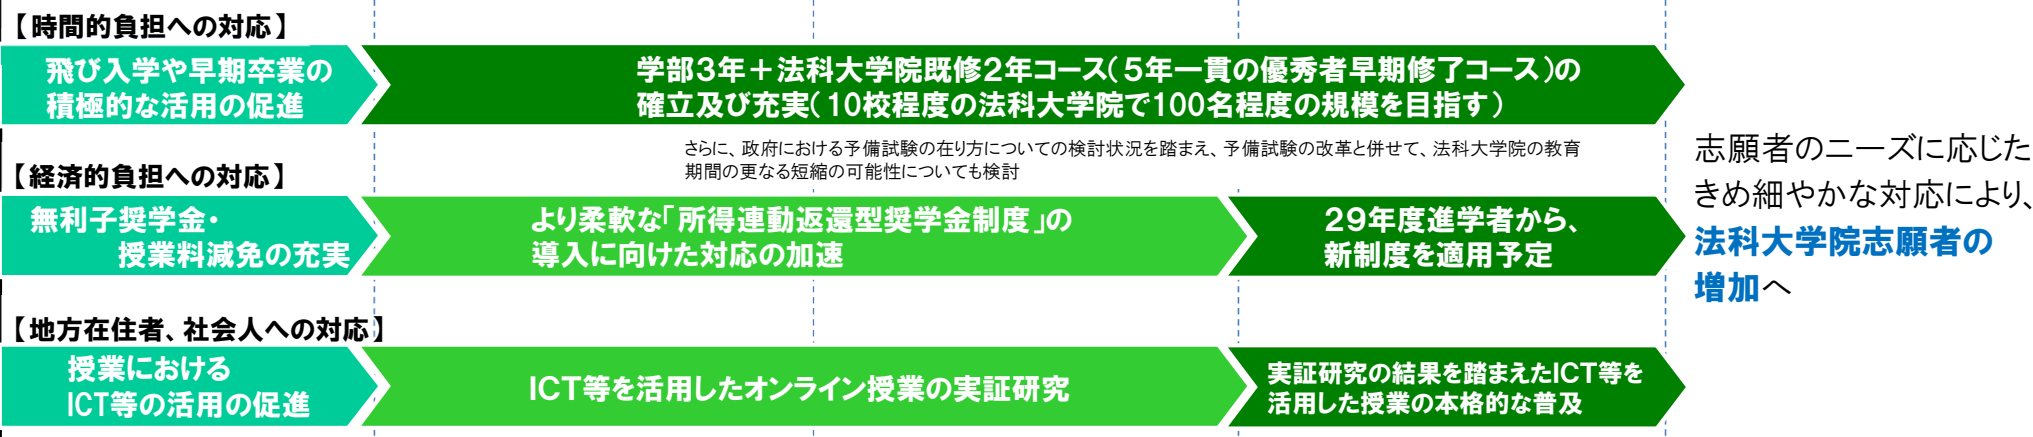 【時間的負担への対応】
飛び入学や早期卒業の
積極的な活用の促進
学部3年＋法科大学院既修2年コース(5年一貫の優秀者早期修了コース)の
確立及び充実(10校程度の法科大学院で100名程度の規模を目指す)
さらに、政府における予備試験の在り方についての検討状況を踏まえ、予備試験の改革と併せて、法科大学院の教育
期間の更なる短縮の可能性についても検討
【経済的負担への対応】
無利子奨学金・
授業料減免の充実
より柔軟な「所得連動返還型奨学金制度」の
導入に向けた対応の加速
29年度進学者から、
新制度を適用予定
【地方在住者、社会人への対応】
授業における
ICT等の活用の促進
ICT等を活用したオンライン授業の実証研究
実証研究の結果を踏まえたICT等を
活用した授業の本格的な普及
志願者のニーズに応じた
きめ細やかな対応により、
法科大学院志願者の
増加へ